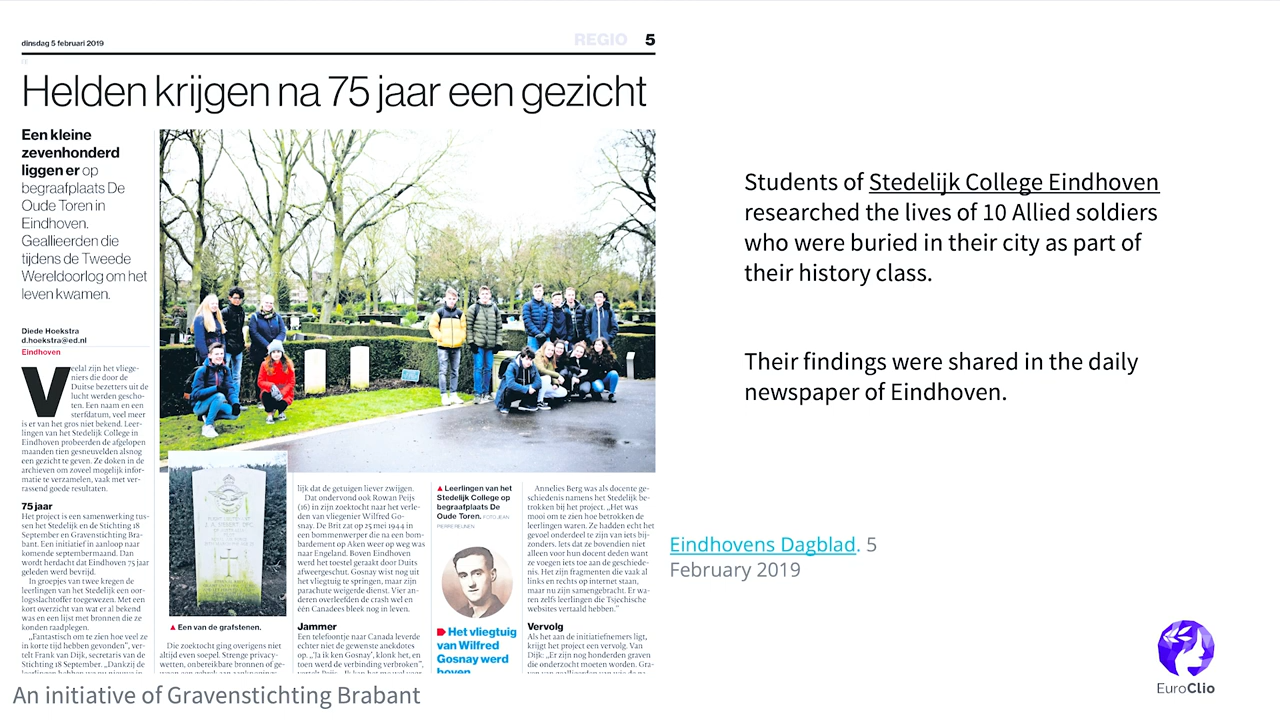 dinsdag 5 februari 2019
REGIO 5
Helden krijgen na 75 jaar een gezicht
Een kleine
zevenhonderd
liggen er op
begraafplaats De
Oude Toren in
Eindhoven.
Geallieerden die
tijdens de Tweede
Wereldoorlog om het
leven kwamen.
Diede Hoekstra
d.hoekstra@ed.nl
Eindhoven
Veelal zijn het vliege-
niers die door de
Duitse bezetters uit de
lucht werden gescho-
ten. Een naam en een
sterfdatum, veel meer
is er van het gros niet bekend. Leer-
lingen van het Stedelijk College in
Eindhoven probeerden de afgelopen
maanden tien gesneuvelden alsnog
een gezicht te geven. Ze doken in de
archieven om zoveel mogelijk infor-
matie te verzamelen, vaak met ver-
rassend goede resultaten.
75 jaar
Het project is een samenwerking tus-
sen het Stedelijk en de Stichting 18
September en Gravenstichting Bra-
bant. Een initiatief in aanloop naar
komende septembermaand. Dan
wordt herdacht dat Eindhoven 75 jaar
geleden werd bevrijd.
In groepjes van twee kregen de
leerlingen van het Stedelijk een oor-
logsslachtoffer toegewezen. Met een
kort overzicht van wat er al bekend
was en een lijst met bronnen die ze
konden raadplegen.
„Fantastisch om te zien hoe veel ze
in korte tijd hebben gevonden”, ver-
telt Frank van Dijk, secretaris van de
Stichting 18 September. „Dankzij de
▲ Een van de grafstenen.
Die zoektocht ging overigens niet
altijd even soepel. Strenge privacy-
wetten, onbereikbare bronnen of ge-
lijk dat de getuigen liever zwijgen.
Dat ondervond ook Rowan Peijs
(16) in zijn zoektocht naar het verle-
den van vliegenier Wilfred Gos-
nay. De Brit zat op 25 mei 1944 in
een bommenwerper die na een bom-
bardement op Aken weer op weg was
naar Engeland. Boven Eindhoven
werd het toestel geraakt door Duits
afweergeschut. Gosnay wist nog uit
het vliegtuig te springen, maar zijn
parachute weigerde dienst. Vier an-
deren overleefden de crash wel en
één Canadees bleek nog in leven.
Jammer
Een telefoontje naar Canada leverde
echter niet de gewenste anekdotes
op. „'Ja ik ken Gosnay', klonk het, en
toen werd de verbinding verbroken”,
▲ Leerlingen van het
Stedelijk College op
begraafplaats De
Oude Toren. FOTO JEAN
PIERRE REIJNEN
Het vliegtuig
van Wilfred
Gosnay werd
boven
Annelies Berg was als docente ge-
schiedenis namens het Stedelijk be-
trokken bij het project. „Het was
mooi om te zien hoe betrokken de
leerlingen waren. Ze hadden echt het
gevoel onderdeel te zijn van iets bij-
zonders. Iets dat ze bovendien niet
alleen voor hun docent deden want
ze voegen iets toe aan de geschiede-
nis. Het zijn fragmenten die vaak al
links en rechts op internet staan,
maar nu zijn samengebracht. Er wa-
ren zelfs leerlingen die Tsjechische
websites vertaald hebben.”
Vervolg
Als het aan de initiatiefnemers ligt,
krijgt het project een vervolg. Van
Dijk: „Er zijn nog honderden graven
die onderzocht moeten worden. Gra-
Students of Stedelijk College Eindhoven
researched the lives of 10 Allied soldiers
who were buried in their city as part of
their history class.
Their findings were shared in the daily
newspaper of Eindhoven.
Eindhovens Dagblad. 5
February 2019
An initiative of Gravenstichting Brabant
EuroClio